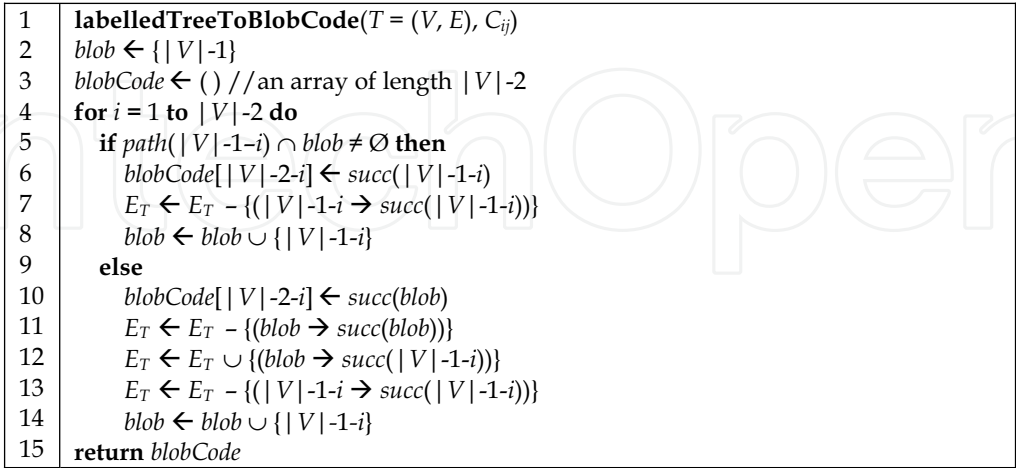 1 labelledTreeToBlobCode(T = (V, E), Cij)
2 blob 🡨 {|V|-1}
3 blobCode 🡨 ( ) //an array of length |V|-2
4 for i = 1 to |V|-2 do
5 if path(|V|-1–i) ∩ blob ≠ Ø then
6 blobCode[|V|-2-i] 🡨 succ(|V|-1-i)
7 ET 🡨 ET – {(|V|-1-i 🡪 succ(|V|-1-i))}
8 blob 🡨 blob ∪ {|V|-1-i}
9 else
10 blobCode[|V|-2-i] 🡨 succ(blob)
11 ET 🡨 ET – {(blob 🡪 succ(blob))}
12 ET 🡨 ET ∪ {(blob 🡪 succ(|V|-1-i))}
13 ET 🡨 ET – {(|V|-1-i 🡪 succ(|V|-1-i))}
14 blob 🡨 blob ∪ {|V|-1-i}
15 return blobCode
ntechOpen